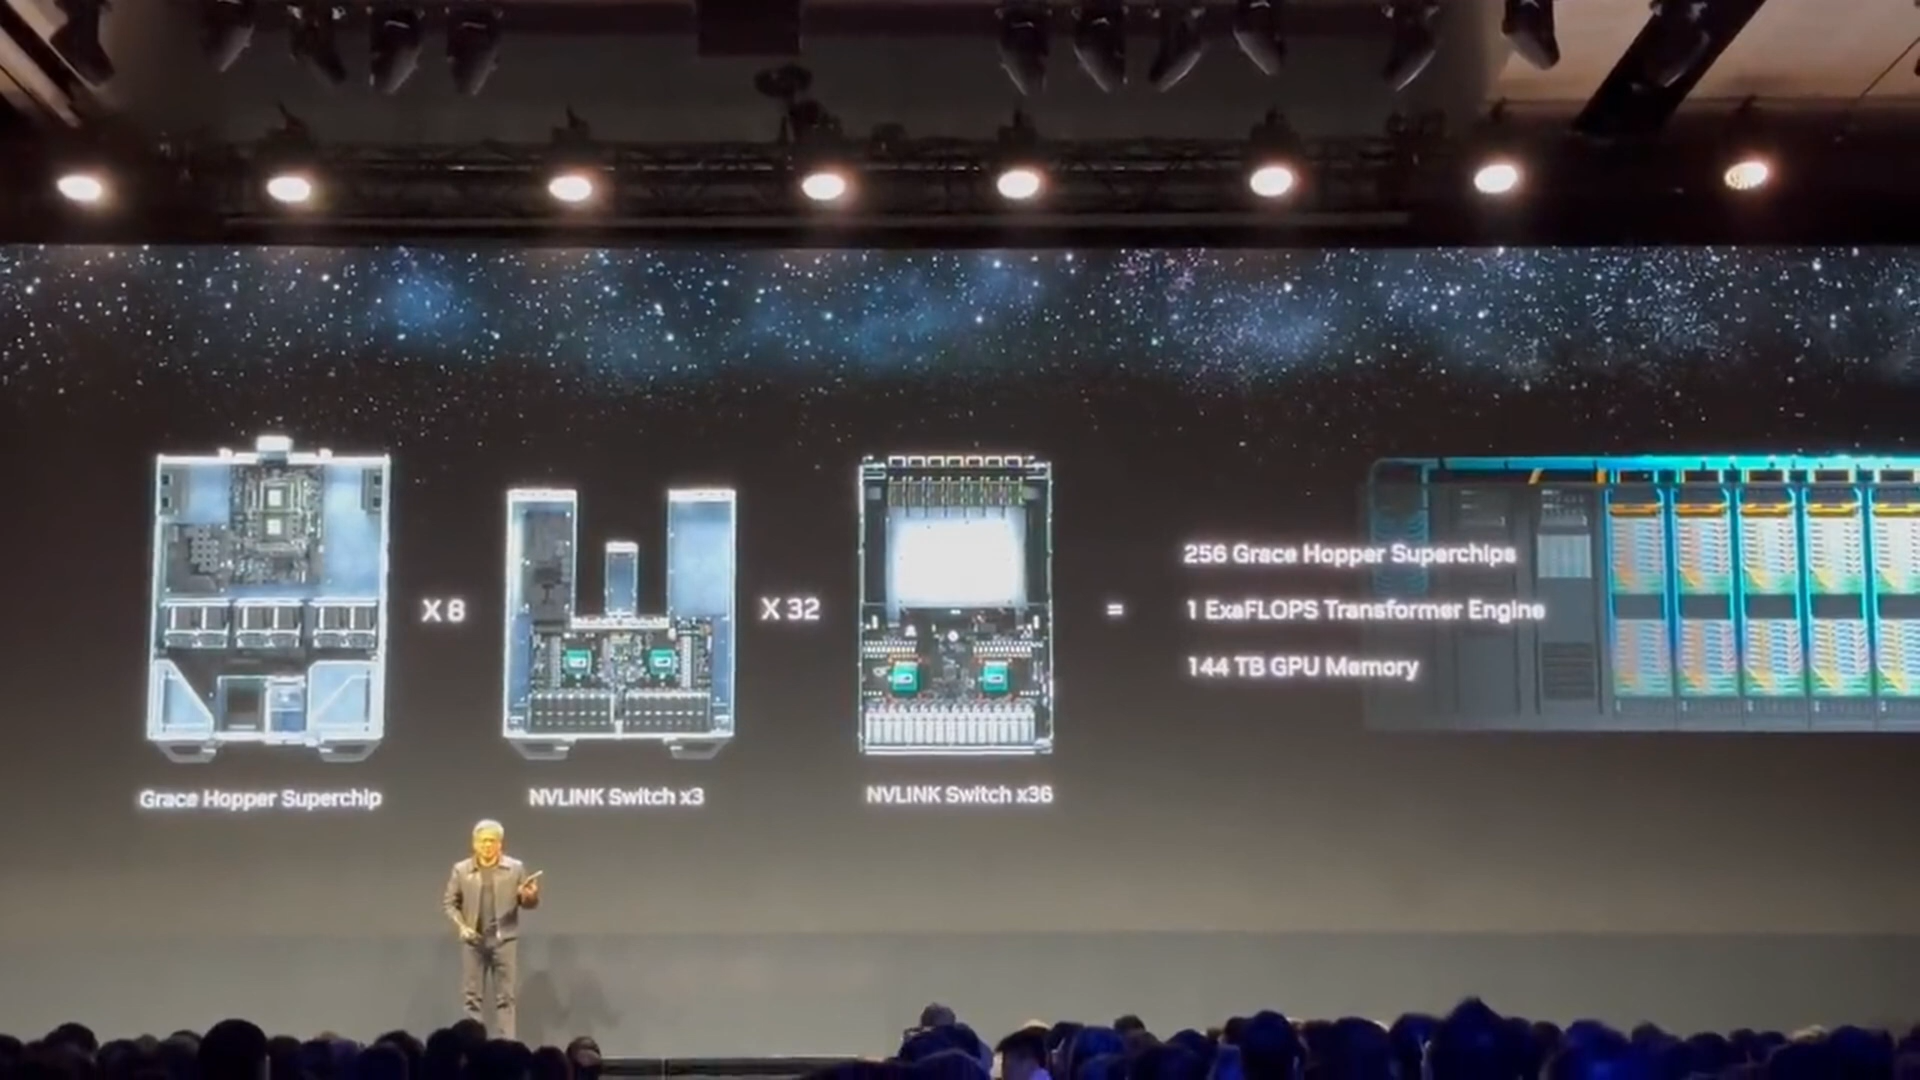 X 8
X 32
=
256 Grace Hopper Superchips
1 ExaFLOPS Transformer Engine
144 TB GPU Memory
Grace Hopper Superchip
NVLINK Switch x3
NVLINK Switch x36